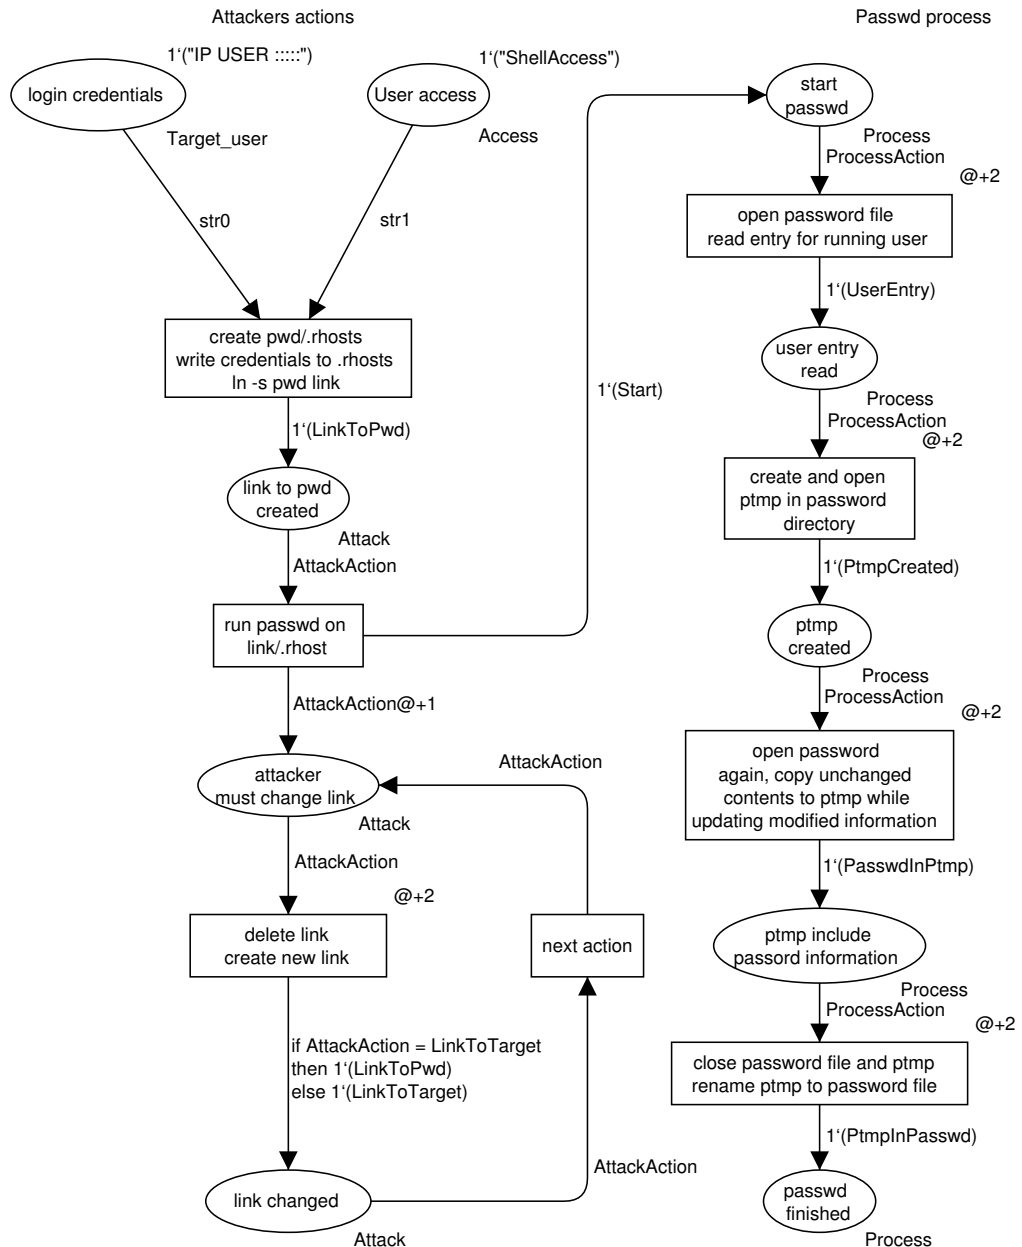 Attackers actions
Passwd process
1‘("IP USER :::::")
1‘("ShellAccess")
login credentials
User access
start
passwd
Target_user
Access
Process
ProcessAction
@+2
str0
str1
open password file
read entry for running user
1‘(UserEntry)
create pwd/.rhosts
write credentials to .rhosts
ln -s pwd link
user entry
read
1‘(Start)
Process
ProcessAction
@+2
1‘(LinkToPwd)
link to pwd
created
create and open
ptmp in password
directory
Attack
AttackAction
1‘(PtmpCreated)
run passwd on
link/.rhost
ptmp
created
Process
ProcessAction
@+2
AttackAction@+1
attacker
must change link
AttackAction
open password
again, copy unchanged
contents to ptmp while
updating modified information
Attack
AttackAction
1‘(PasswdInPtmp)
@+2
delete link
create new link
next action
ptmp include
passord information
Process
ProcessAction
@+2
if AttackAction = LinkToTarget
then 1‘(LinkToPwd)
else 1‘(LinkToTarget)
close password file and ptmp
rename ptmp to password file
1‘(PtmpInPasswd)
AttackAction
link changed
passwd
finished
Attack
Process